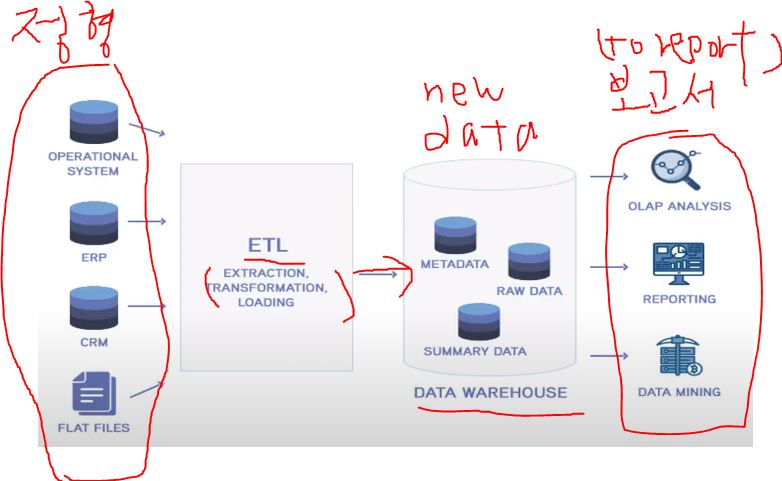 정형
(to report)
보고서
new
data
OPERATIONAL
SYSTEM
ERP
CRM
FLAT FILES
ETL
(EXTRACTION,
TRANSFORMATION,
LOADING)
METADATA
RAW DATA
SUMMARY DATA
DATA WAREHOUSE
OLAP ANALYSIS
REPORTING
DATA MINING